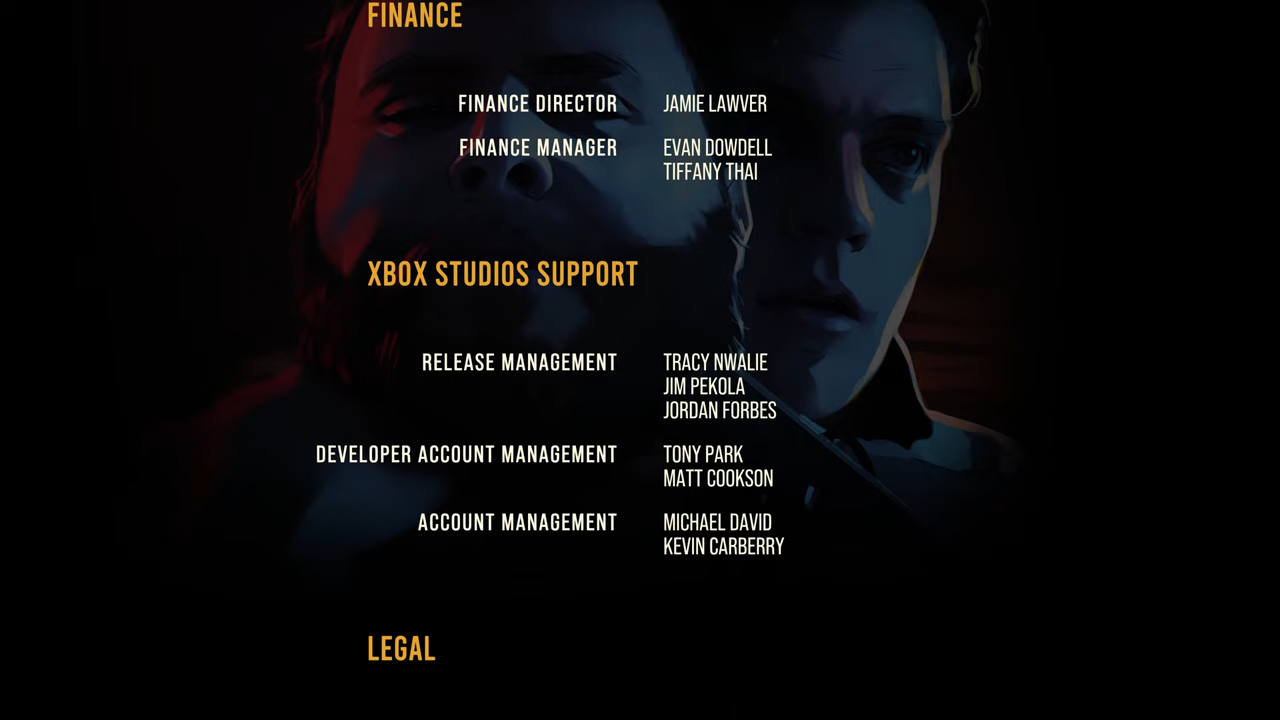 FINANCE
FINANCE DIRECTOR JAMIE LAWVER
FINANCE MANAGER EVAN DOWDELL
TIFFANY THAI
XBOX STUDIOS SUPPORT
RELEASE MANAGEMENT TRACY NWALIE
JIM PEKOLA
JORDAN FORBES
DEVELOPER ACCOUNT MANAGEMENT TONY PARK
MATT COOKSON
ACCOUNT MANAGEMENT MICHAEL DAVID
KEVIN CARBERRY
LEGAL